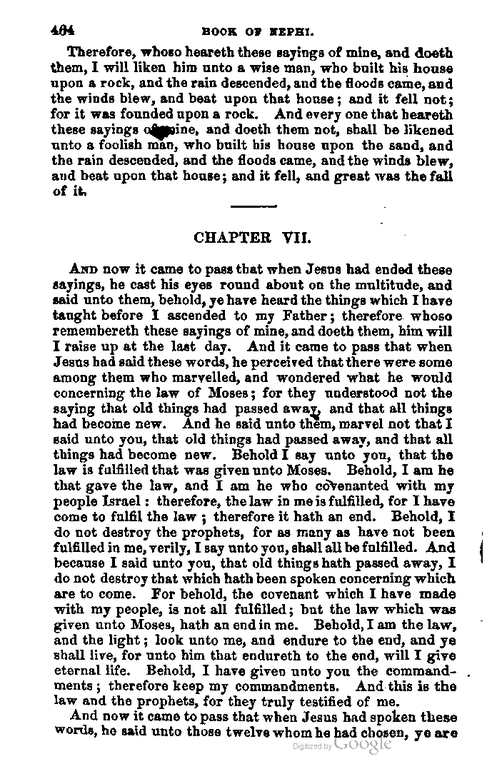 464 BOOK OF NEPHI.
Therefore, whoso heareth these sayings of mine, and doeth
them, I will liken him unto a wise man, who built his house
upon a rock, and the rain descended, and the floods came, and
the winds blew, and beat upon that house; and it fell not;
for it was founded upon a rock. And every one that heareth
these sayings of mine, and doeth them not, shall be likened
unto a foolish man, who built his house upon the sand, and
the rain descended, and the floods came, and the winds blew,
and beat upon that house; and it fell, and great was the fall
of it.
CHAPTER VII.
AND now it came to pass that when Jesus had ended these
sayings, he cast his eyes round about on the multitude, and
said unto them, behold, ye have heard the things which I have
taught before I ascended to my Father; therefore whoso
remembereth these sayings of mine, and doeth them, him will
I raise up at the last day. And it came to pass that when
Jesus had said these words, he perceived that there were some
among them who marvelled, and wondered what he would
concerning the law of Moses; for they understood not the
saying that old things had passed away, and that all things
had become new. And he said unto them, marvel not that I
said unto you, that old things had passed away, and that all
things had become new. Behold I say unto you, that the
law is fulfilled that was given unto Moses. Behold, I am he
that gave the law, and I am he who covenanted with my
people Israel: therefore, the law in me is fulfilled, for I have
come to fulfil the law; therefore it hath an end. Behold, I
do not destroy the prophets, for as many as have not been
fulfilled in me, verily, I say unto you, shall all be fulfilled. And
because I said unto you, that old things hath passed away, I
do not destroy that which hath been spoken concerning which
are to come. For behold, the covenant which I have made
with my people, is not all fulfilled; but the law which was
given unto Moses, hath an end in me. Behold, I am the law,
and the light; look unto me, and endure to the end, and ye
shall live, for unto him that endureth to the end, will I give
eternal life. Behold, I have given unto you the command-
ments; therefore keep my commandments. And this is the
law and the prophets, for they truly testified of me.
And now it came to pass that when Jesus had spoken these
words, he said unto those twelve whom he had chosen, ye are
Digitized by Google